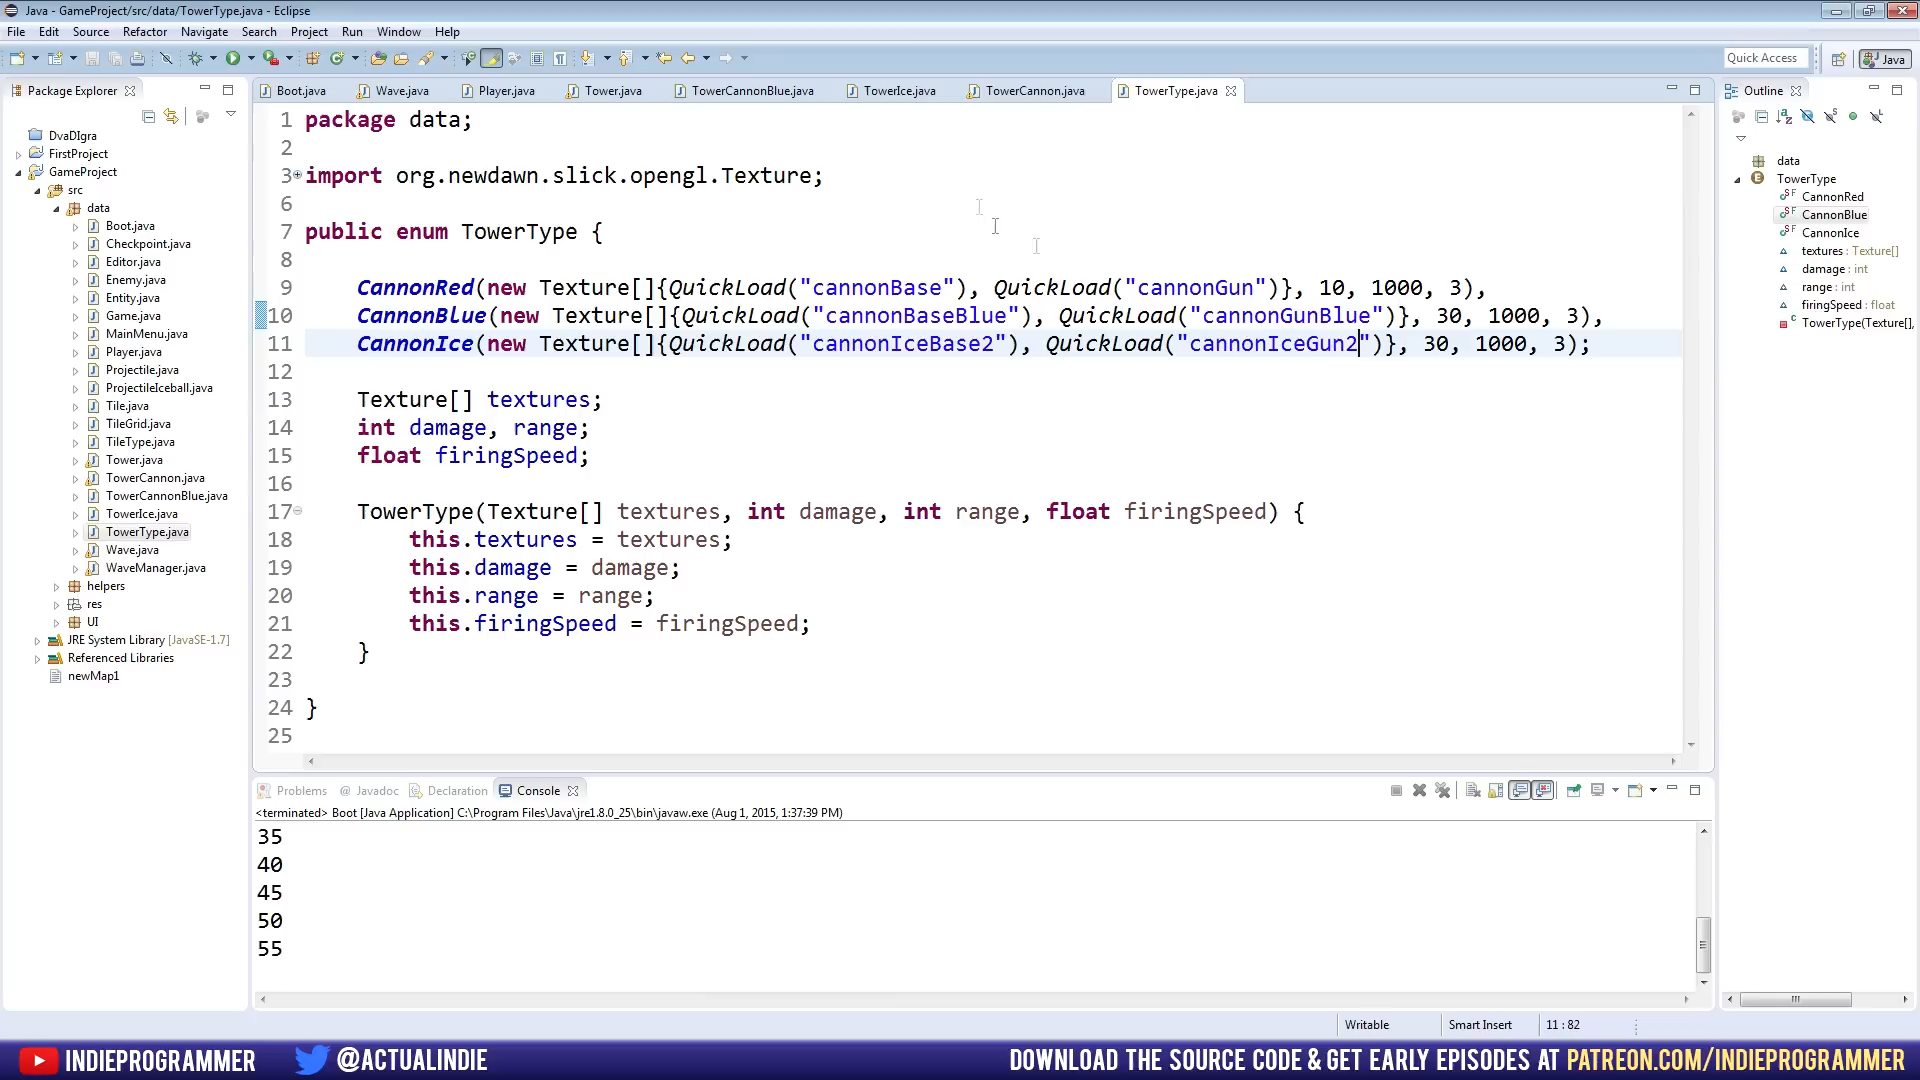 Java - GameProject/src/data/TowerType.java - Eclipse
File Edit Source Refactor Navigate Search Project Run Window Help
Quick Access
Java
Package Explorer
Boot.java Wave.java Player.java Tower.java TowerCannonBlue.java TowerIce.java TowerCannon.java TowerType.java
Outline
DvaDIgra
FirstProject
GameProject
src
data
Boot.java
Checkpoint.java
Editor.java
Enemy.java
Entity.java
Game.java
MainMenu.java
Player.java
Projectile.java
ProjectileIceball.java
Tile.java
TileGrid.java
TileType.java
Tower.java
TowerCannon.java
TowerCannonBlue.java
TowerIce.java
TowerType.java
Wave.java
WaveManager.java
helpers
res
UI
JRE System Library [JavaSE-1.7]
Referenced Libraries
newMap1
1 package data;
2
3 import org.newdawn.slick.opengl.Texture;
6
7 public enum TowerType {
8
9 CannonRed(new Texture[]{QuickLoad("cannonBase"), QuickLoad("cannonGun")}, 10, 1000, 3),
10 CannonBlue(new Texture[]{QuickLoad("cannonBaseBlue"), QuickLoad("cannonGunBlue")}, 30, 1000, 3),
11 CannonIce(new Texture[]{QuickLoad("cannonIceBase2"), QuickLoad("cannonIceGun2")}, 30, 1000, 3);
12
13 Texture[] textures;
14 int damage, range;
15 float firingSpeed;
16
17 TowerType(Texture[] textures, int damage, int range, float firingSpeed) {
18 this.textures = textures;
19 this.damage = damage;
20 this.range = range;
21 this.firingSpeed = firingSpeed;
22 }
23
24 }
25
data
TowerType
CannonRed
CannonBlue
CannonIce
textures : Texture[]
damage : int
range : int
firingSpeed : float
TowerType(Texture[],
Problems @ Javadoc Declaration Console
<terminated> Boot [Java Application] C:\Program Files\Java\jre1.8.0_25\bin\javaw.exe (Aug 1, 2015, 1:37:39 PM)
35
40
45
50
55
Writable Smart Insert 11 : 82
INDIEPROGRAMMER @ACTUALINDIE DOWNLOAD THE SOURCE CODE & GET EARLY EPISODES AT PATREON.COM/INDIEPROGRAMMER